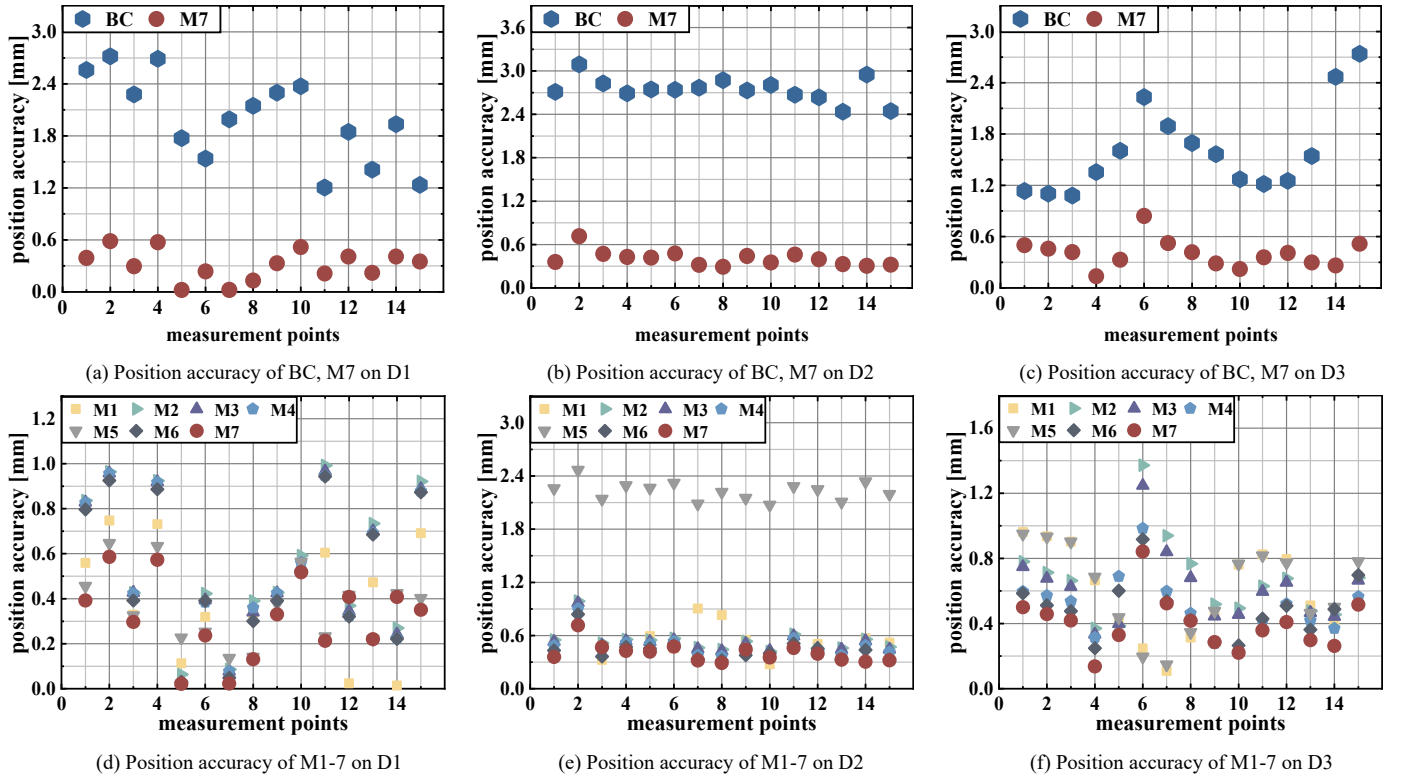 BC M7
position accuracy [mm]
3.0
2.4
1.8
1.2
0.6
0.0
0 2 4 6 8 10 12 14
measurement points
(a) Position accuracy of BC, M7 on D1
BC M7
position accuracy [mm]
3.6
3.0
2.4
1.8
1.2
0.6
0.0
0 2 4 6 8 10 12 14
measurement points
(b) Position accuracy of BC, M7 on D2
BC M7
position accuracy [mm]
3.0
2.4
1.8
1.2
0.6
0.0
0 2 4 6 8 10 12 14
measurement points
(c) Position accuracy of BC, M7 on D3
M1 M2 M3 M4
M5 M6 M7
position accuracy [mm]
1.2
1.0
0.8
0.6
0.4
0.2
0.0
0 2 4 6 8 10 12 14
measurement points
(d) Position accuracy of M1-7 on D1
M1 M2 M3 M4
M5 M6 M7
position accuracy [mm]
3.0
2.4
1.8
1.2
0.6
0.0
0 2 4 6 8 10 12 14
measurement points
(e) Position accuracy of M1-7 on D2
M1 M2 M3 M4
M5 M6 M7
position accuracy [mm]
1.6
1.2
0.8
0.4
0.0
0 2 4 6 8 10 12 14
measurement points
(f) Position accuracy of M1-7 on D3